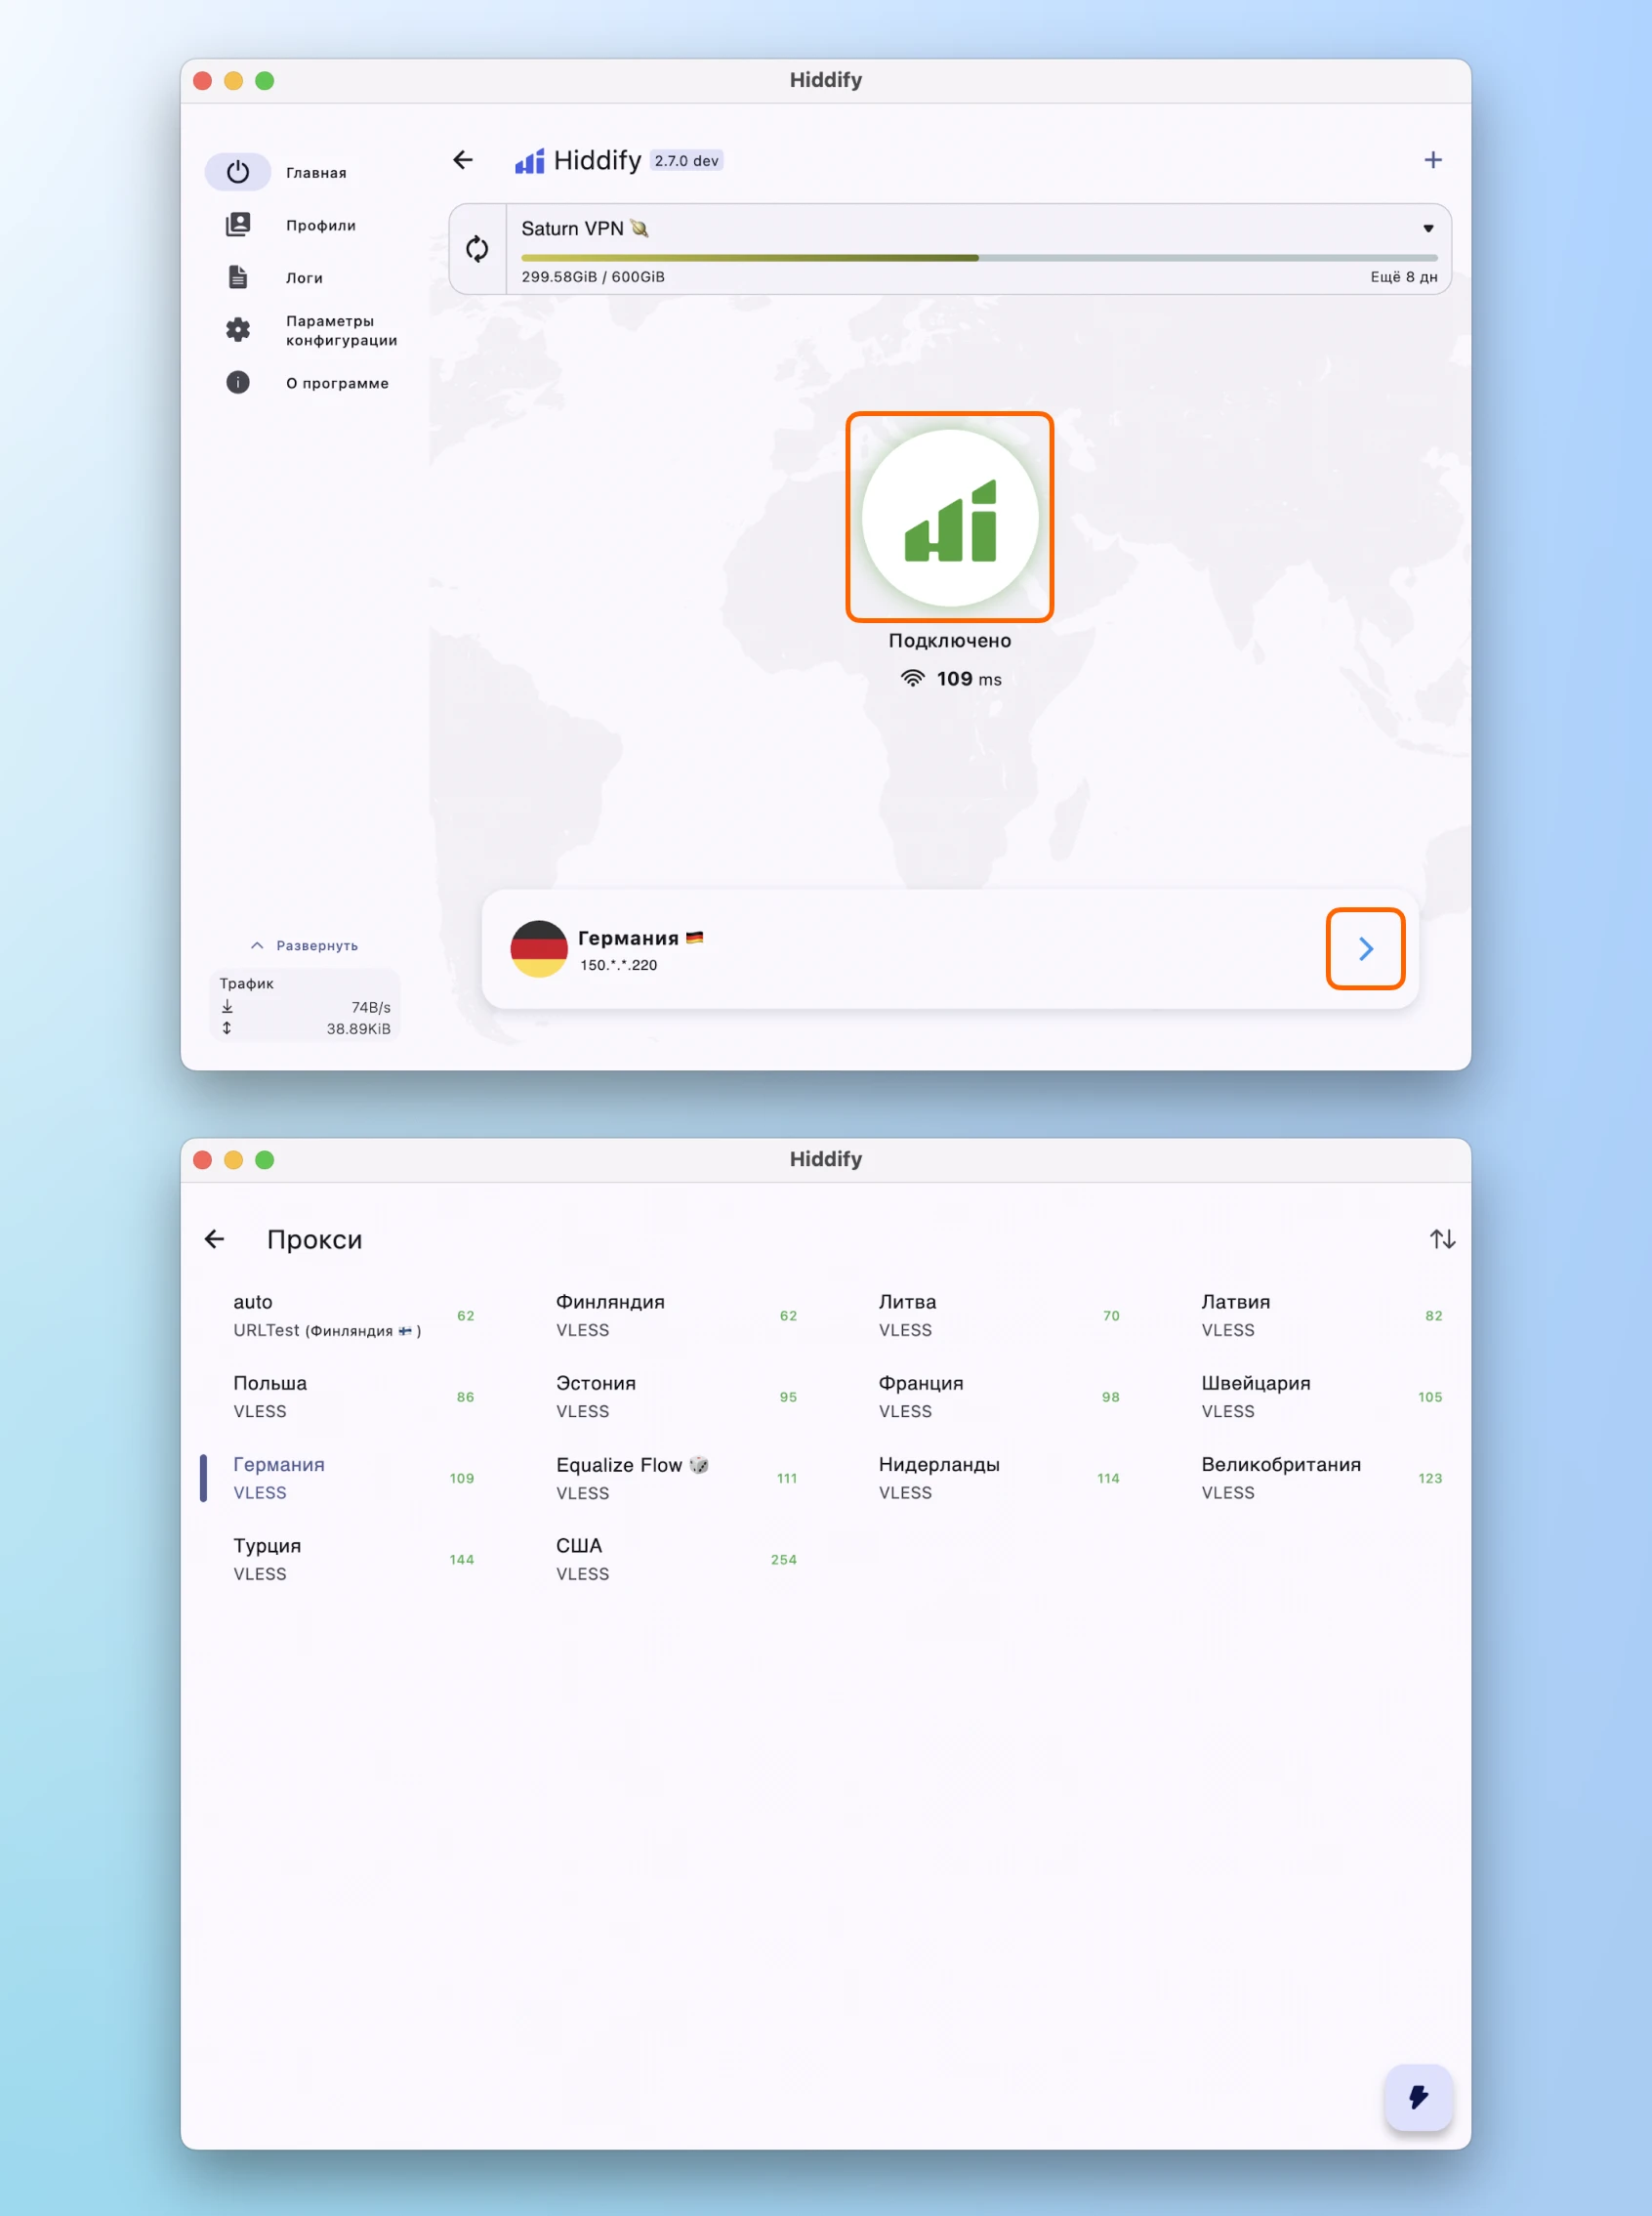 Hiddify
Главная
Профили
Логи
Параметры
конфигурации
О программе
Hiddify 2.7.0 dev
Saturn VPN 🪐
299.58GiB / 600GiB
Ещё 8 дн
Подключено
109 ms
Германия 🇩🇪
150.*.*.220
Развернуть
Трафик
74B/s
38.89KiB
Hiddify
Прокси
auto
URLTest (Финляндия 🇫🇮 )
62
Финляндия
VLESS
62
Литва
VLESS
70
Латвия
VLESS
82
Польша
VLESS
86
Эстония
VLESS
95
Франция
VLESS
98
Швейцария
VLESS
105
Германия
VLESS
109
Equalize Flow 🎲
VLESS
111
Нидерланды
VLESS
114
Великобритания
VLESS
123
Турция
VLESS
144
США
VLESS
254